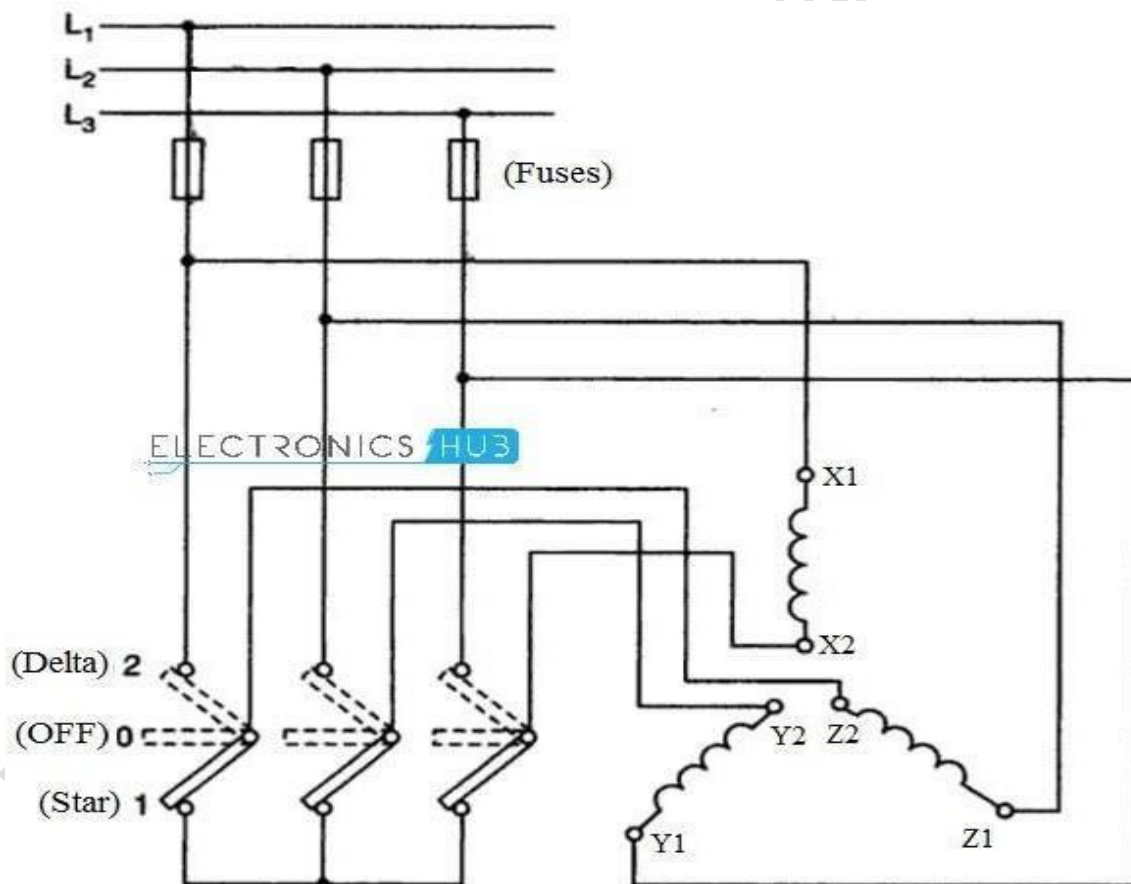 L1
L2
L3
(Fuses)
ELECTRONICS HUB
X1
X2
(Delta) 2
(OFF) 0
Y2 Z2
(Star) 1
Y1
Z1